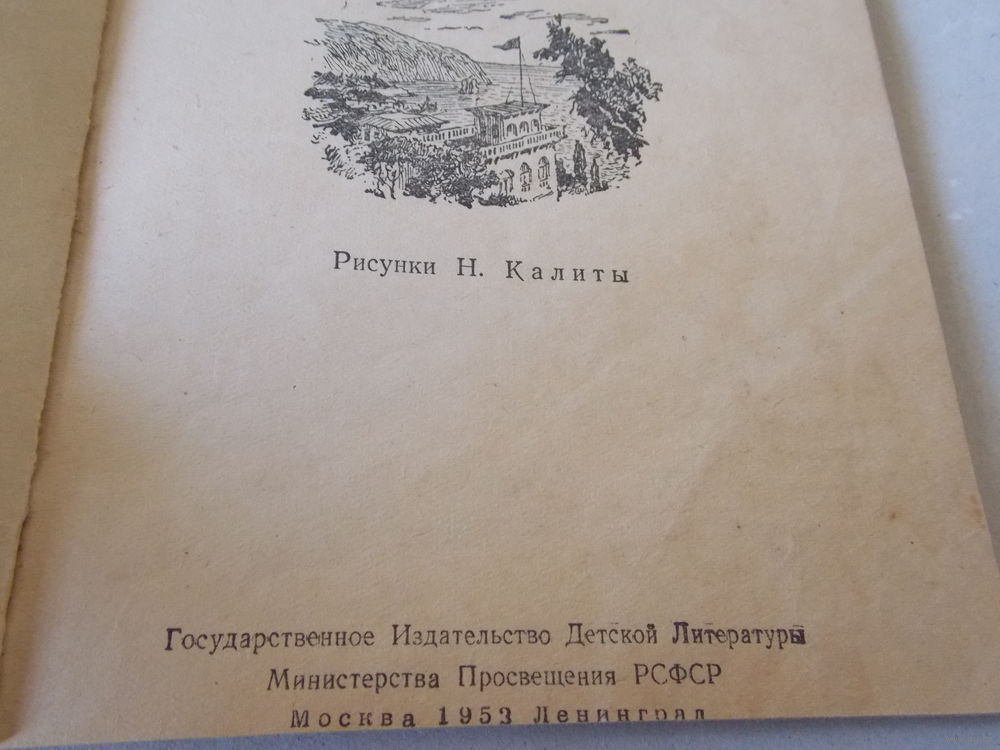 Рисунки Н. Калиты
Государственное Издательство Детской Литературы
Министерства Просвещения РСФСР
Москва 1953 Ленинград